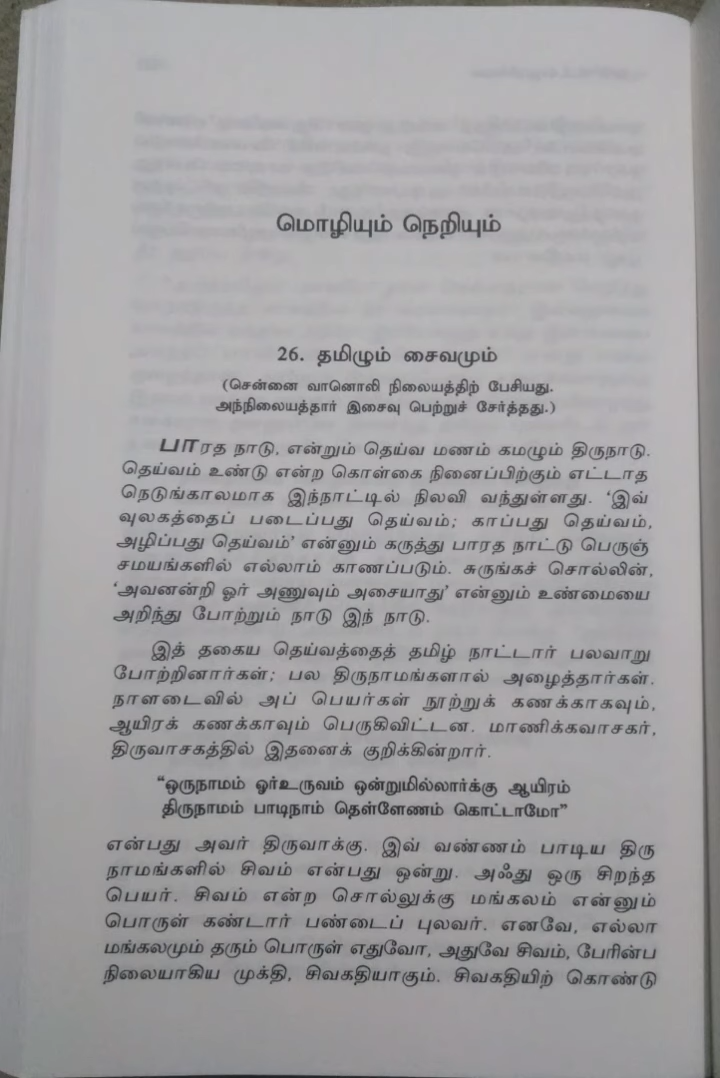 மொழியும் நெறியும்
26. தமிழும் சைவமும்
(சென்னை வானொலி நிலையத்திற் பேசியது.
அந்நிலையத்தார் இசைவு பெற்றுச் சேர்த்தது.)
பாரத நாடு, என்றும் தெய்வ மணம் கமழும் திருநாடு.
தெய்வம் உண்டு என்ற கொள்கை நினைப்பிற்கும் எட்டாத
நெடுங்காலமாக இந்நாட்டில் நிலவி வந்துள்ளது. ‘இவ்
வுலகத்தைப் படைப்பது தெய்வம்; காப்பது தெய்வம்,
அழிப்பது தெய்வம்’ என்னும் கருத்து பாரத நாட்டு பெருஞ்
சமயங்களில் எல்லாம் காணப்படும். சுருங்கச் சொல்லின்,
‘அவனன்றி ஓர் அணுவும் அசையாது’ என்னும் உண்மையை
அறிந்து போற்றும் நாடு இந் நாடு.
இத் தகைய தெய்வத்தைத் தமிழ் நாட்டார் பலவாறு
போற்றினார்கள்; பல திருநாமங்களால் அழைத்தார்கள்.
நாளடைவில் அப் பெயர்கள் நூற்றுக் கணக்காகவும்,
ஆயிரக் கணக்காவும் பெருகிவிட்டன. மாணிக்கவாசகர்,
திருவாசகத்தில் இதனைக் குறிக்கின்றார்.
“ஒருநாமம் ஓர்உருவம் ஒன்றுமில்லார்க்கு ஆயிரம்
திருநாமம் பாடிநாம் தெள்ளேணம் கொட்டாமோ”
என்பது அவர் திருவாக்கு. இவ் வண்ணம் பாடிய திரு
நாமங்களில் சிவம் என்பது ஒன்று. அஃது ஒரு சிறந்த
பெயர். சிவம் என்ற சொல்லுக்கு மங்கலம் என்னும்
பொருள் கண்டார் பண்டைப் புலவர். எனவே, எல்லா
மங்கலமும் தரும் பொருள் எதுவோ, அதுவே சிவம், பேரின்ப
நிலையாகிய முக்தி, சிவகதியாகும். சிவகதியிற் கொண்டு